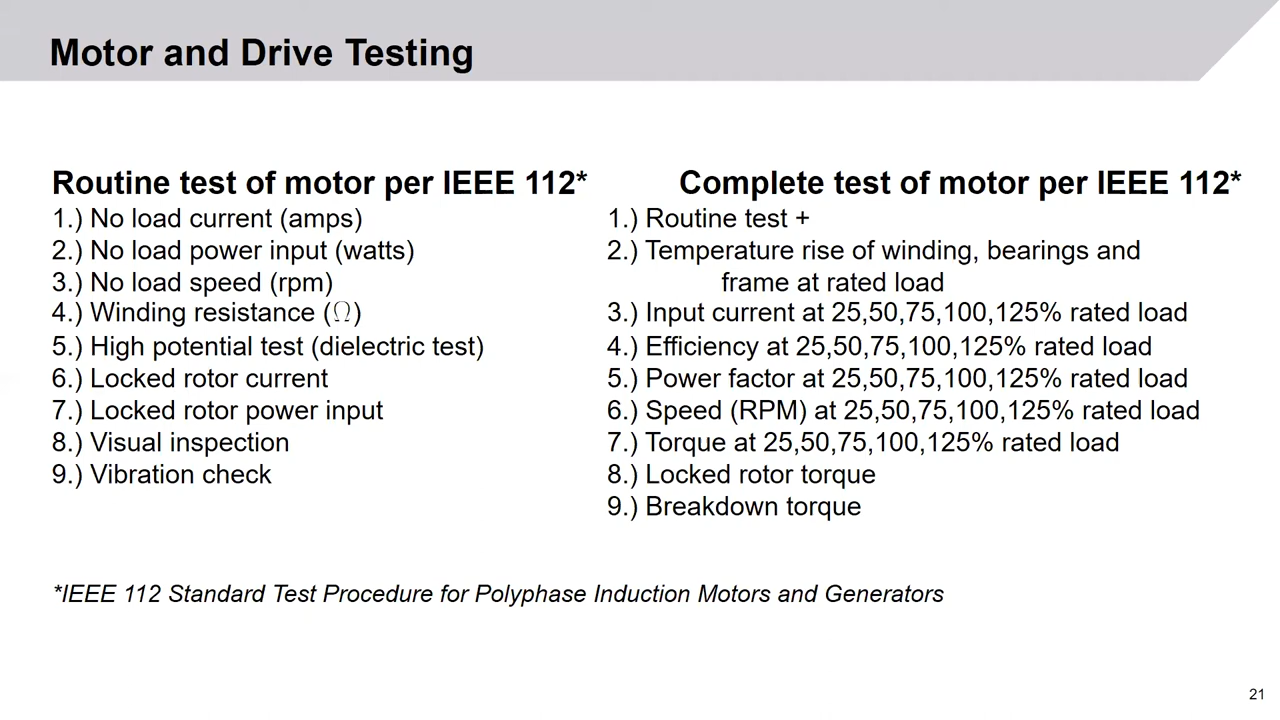 Motor and Drive Testing
Routine test of motor per IEEE 112*
1.) No load current (amps)
2.) No load power input (watts)
3.) No load speed (rpm)
4.) Winding resistance (Ω)
5.) High potential test (dielectric test)
6.) Locked rotor current
7.) Locked rotor power input
8.) Visual inspection
9.) Vibration check
Complete test of motor per IEEE 112*
1.) Routine test +
2.) Temperature rise of winding, bearings and
frame at rated load
3.) Input current at 25,50,75,100,125% rated load
4.) Efficiency at 25,50,75,100,125% rated load
5.) Power factor at 25,50,75,100,125% rated load
6.) Speed (RPM) at 25,50,75,100,125% rated load
7.) Torque at 25,50,75,100,125% rated load
8.) Locked rotor torque
9.) Breakdown torque
*IEEE 112 Standard Test Procedure for Polyphase Induction Motors and Generators
21